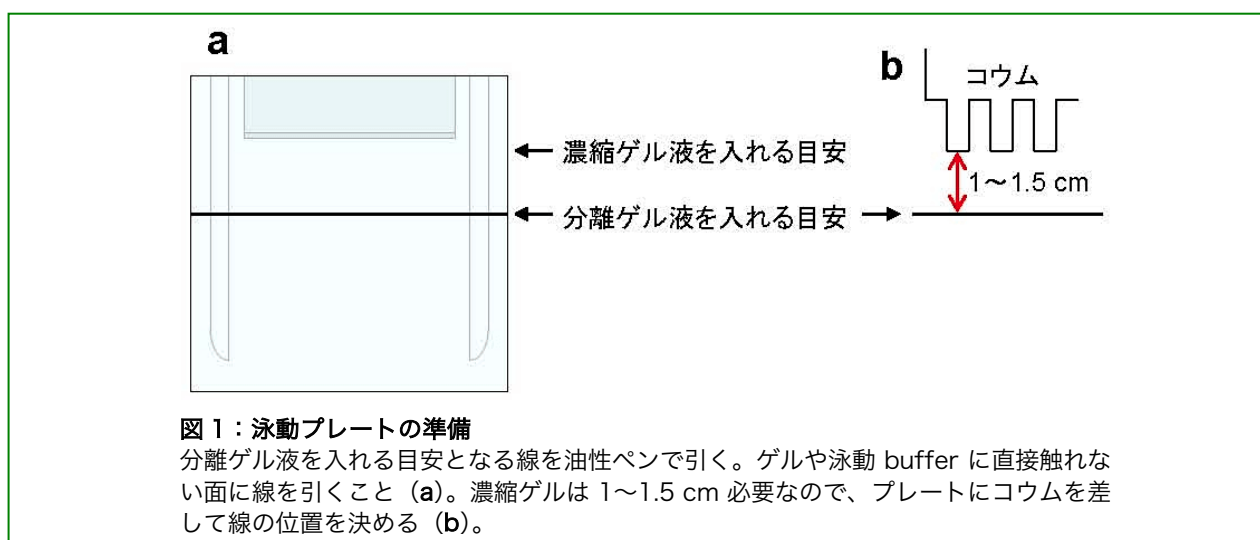 a
b
コウム
濃縮ゲル液を入れる目安
1〜1.5 cm
分離ゲル液を入れる目安
図1:泳動プレートの準備
分離ゲル液を入れる目安となる線を油性ペンで引く。ゲルや泳動 buffer に直接触れな
い面に線を引くこと(a)。濃縮ゲルは 1〜1.5 cm 必要なので、プレートにコウムを差
して線の位置を決める(b)。